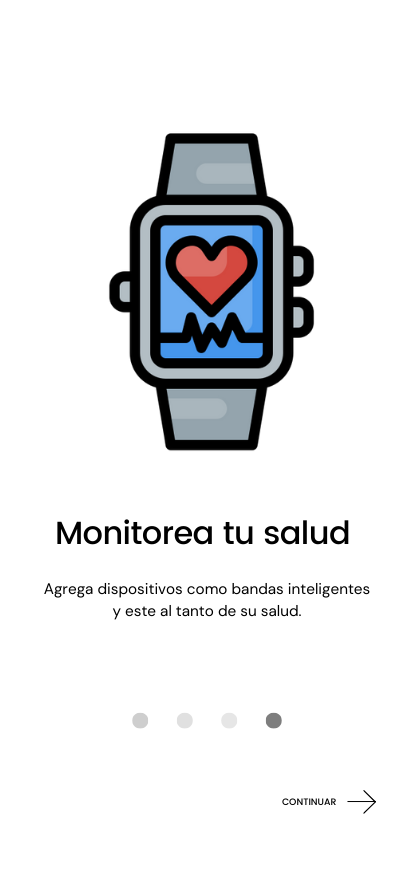 Monitorea tu salud
Agrega dispositivos como bandas inteligentes
y este al tanto de su salud.
CONTINUAR